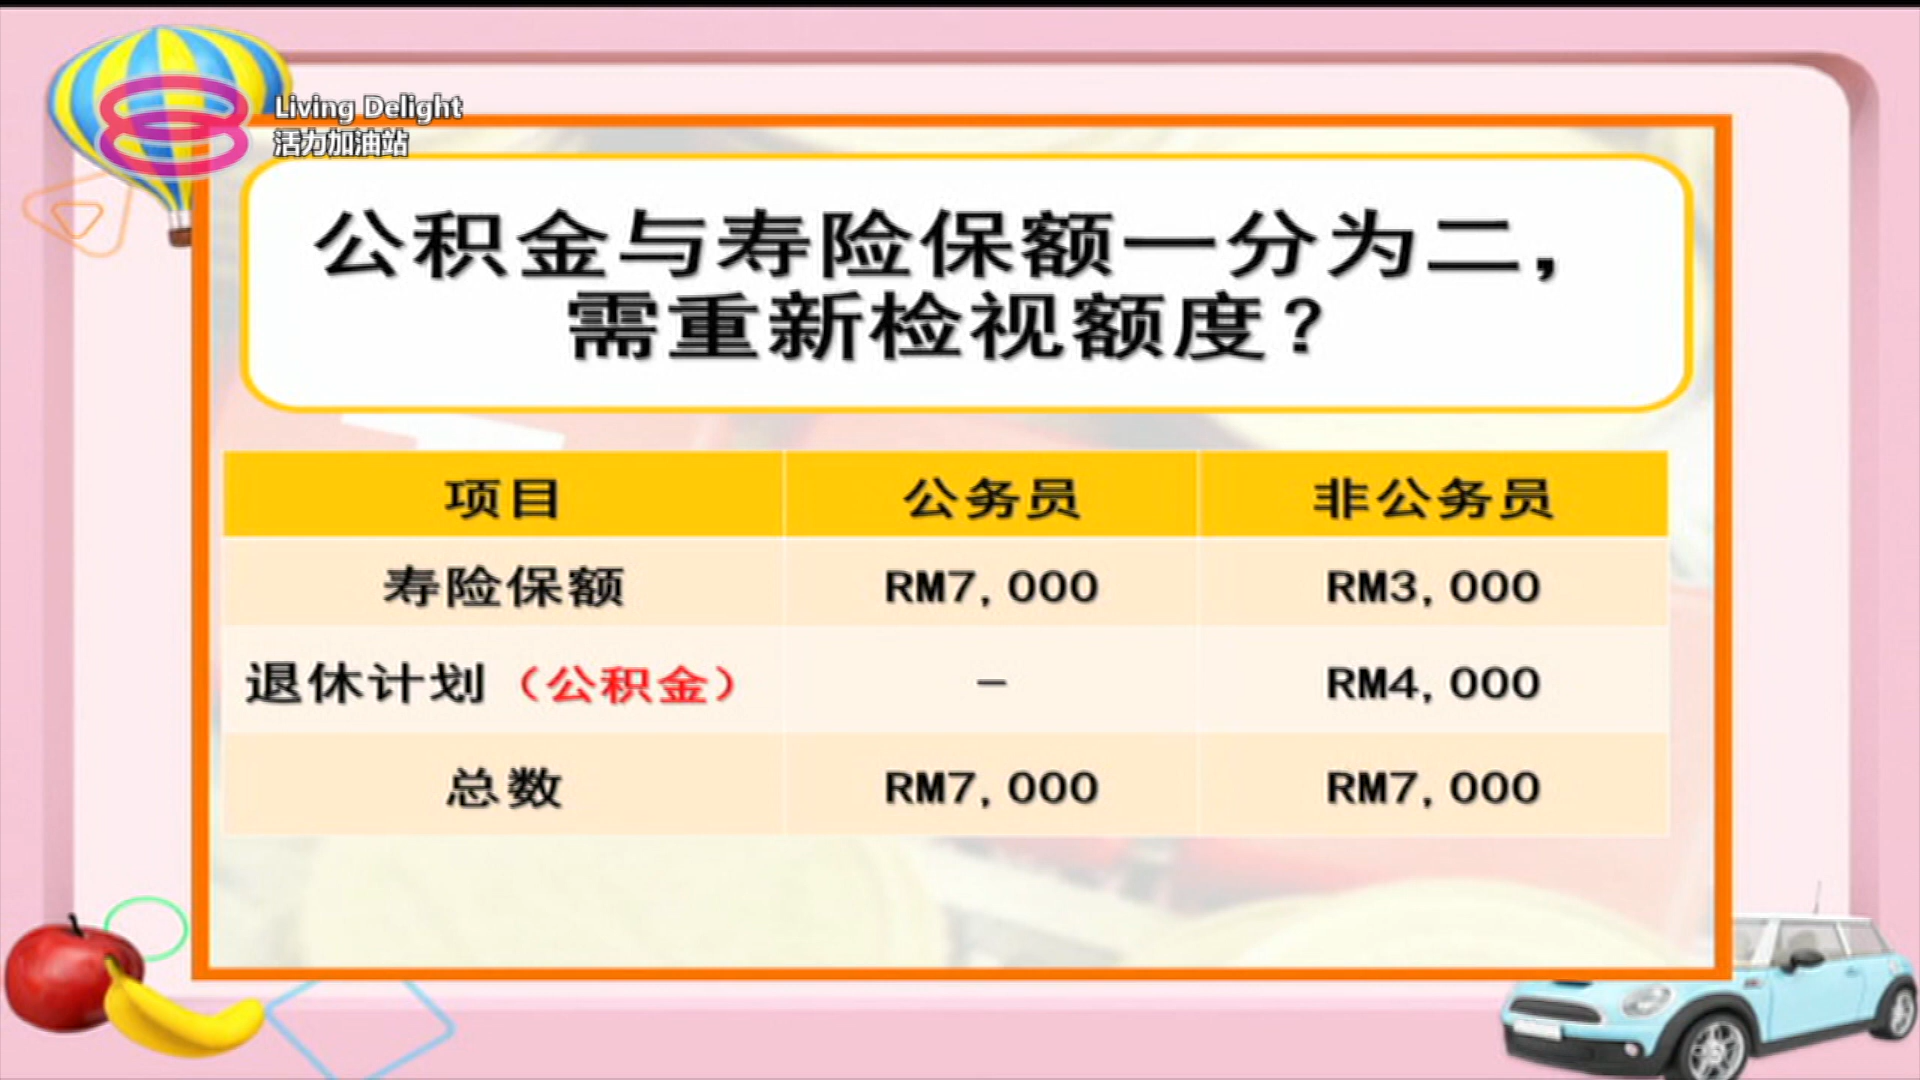 Living Delight
活力加油站
公积金与寿险保额一分为二，
需重新检视额度？
项目 公务员 非公务员
寿险保额 RM7,000 RM3,000
退休计划（公积金） - RM4,000
总数 RM7,000 RM7,000